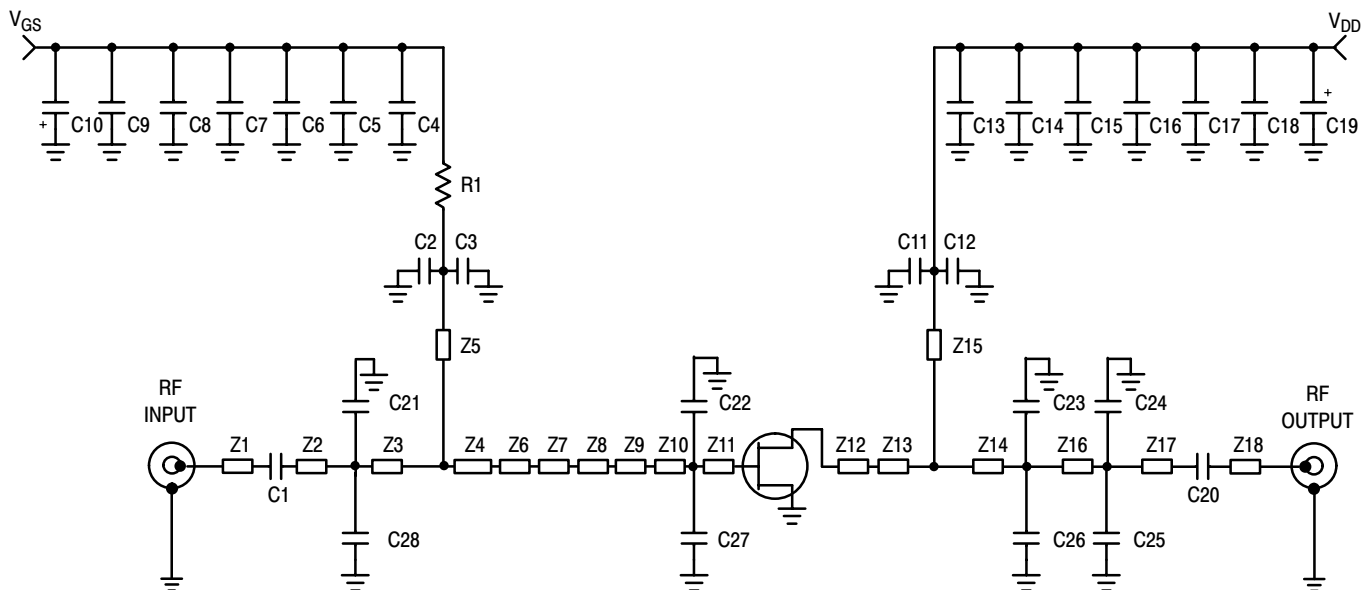 VGS
VDD
+ C10 C9 C8 C7 C6 C5 C4
C13 C14 C15 C16 C17 C18 + C19
R1
C2 C3
C11 C12
Z5
Z15
RF
INPUT
C21
C22
C23
C24
RF
OUTPUT
Z1 Z2 Z3 Z4 Z6 Z7 Z8 Z9 Z10 Z11 Z12 Z13 Z14 Z16 Z17 Z18
C1
C20
C28
C27
C26
C25